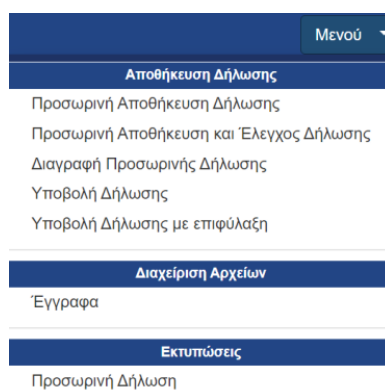 Μενού
Αποθήκευση Δήλωσης
Προσωρινή Αποθήκευση Δήλωσης
Προσωρινή Αποθήκευση και Έλεγχος Δήλωσης
Διαγραφή Προσωρινής Δήλωσης
Υποβολή Δήλωσης
Υποβολή Δήλωσης με επιφύλαξη
Διαχείριση Αρχείων
Έγγραφα
Εκτυπώσεις
Προσωρινή Δήλωση